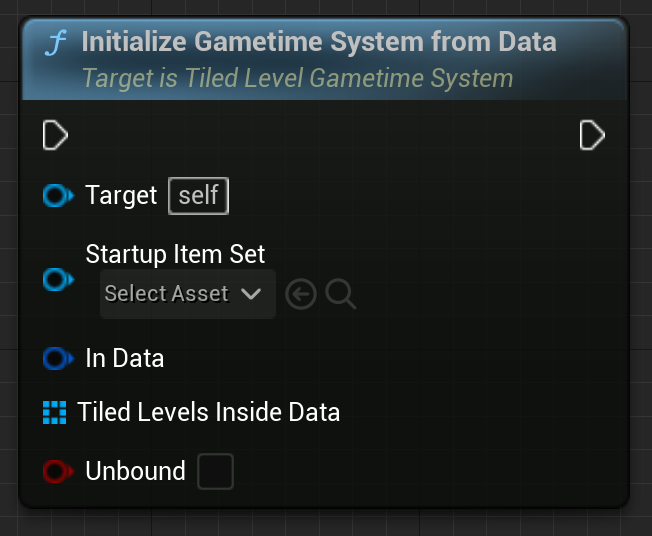 Initialize Gametime System from Data
Target is Tiled Level Gametime System
Target self
Startup Item Set
Select Asset
In Data
Tiled Levels Inside Data
Unbound